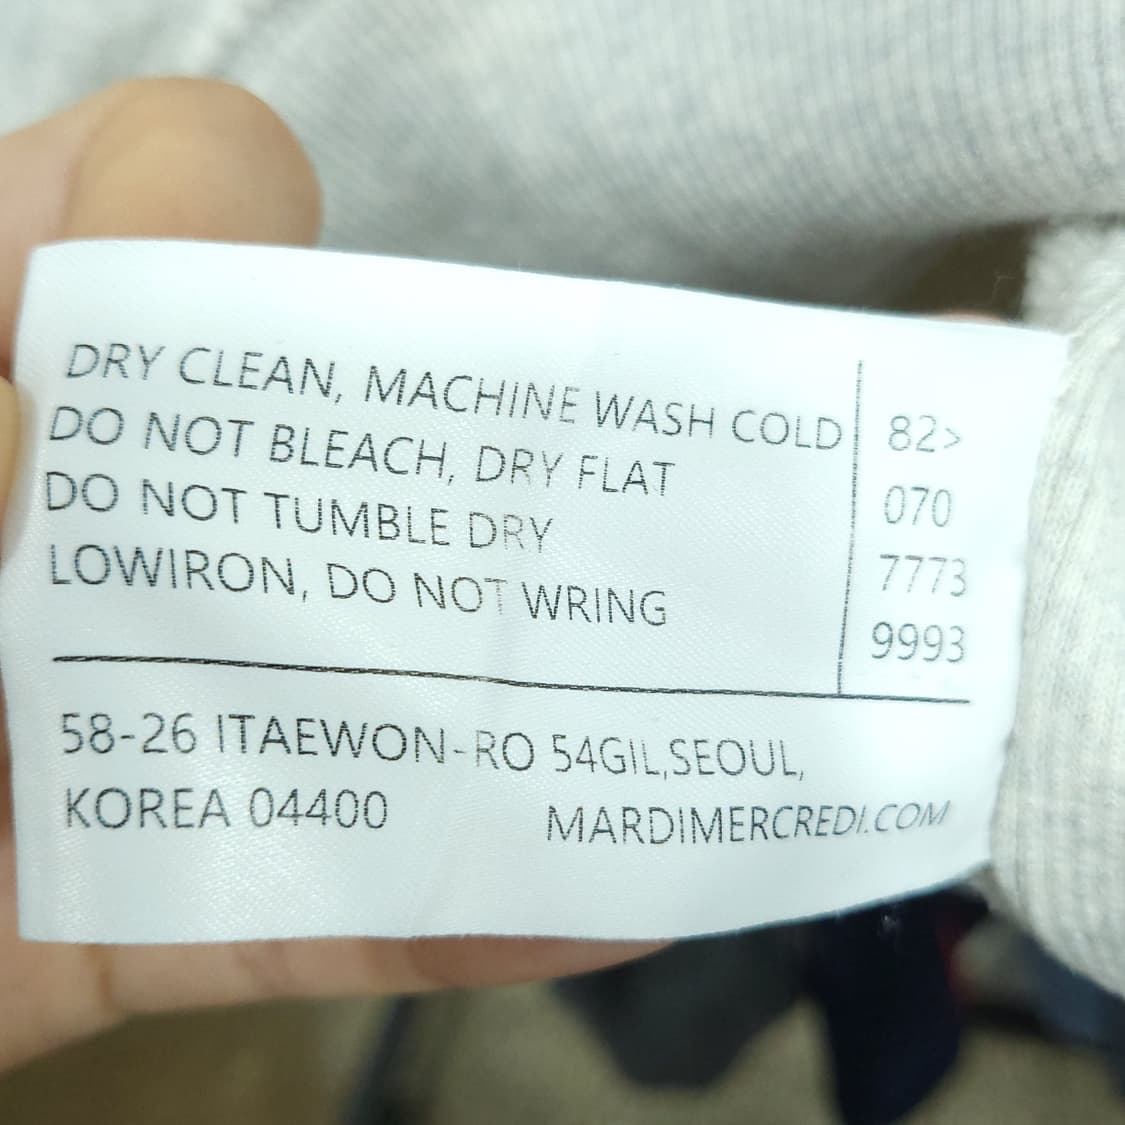 DRY CLEAN, MACHINE WASH COLD
DO NOT BLEACH, DRY FLAT
DO NOT TUMBLE DRY
LOWIRON, DO NOT WRING
82>
070
7773
9993
58-26 ITAEWON-RO 54GIL,SEOUL,
KOREA 04400
MARDIMERCREDI.COM